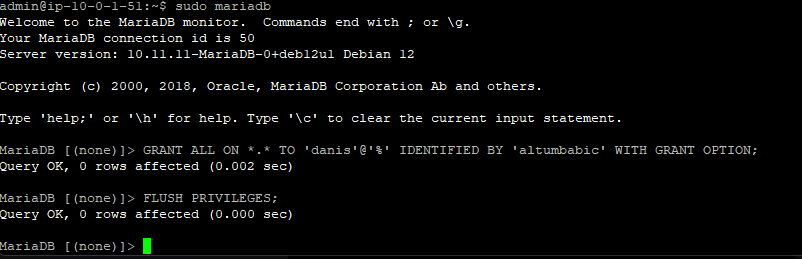 admin@ip-10-0-1-51:~$ sudo mariadb
Welcome to the MariaDB monitor.  Commands end with ; or \g.
Your MariaDB connection id is 50
Server version: 10.11.11-MariaDB-0+deb12u1 Debian 12
Copyright (c) 2000, 2018, Oracle, MariaDB Corporation Ab and others.
Type 'help;' or '\h' for help. Type '\c' to clear the current input statement.
MariaDB [(none)]> GRANT ALL ON *.* TO 'danis'@'%' IDENTIFIED BY 'altumbabic' WITH GRANT OPTION;
Query OK, 0 rows affected (0.002 sec)
MariaDB [(none)]> FLUSH PRIVILEGES;
Query OK, 0 rows affected (0.000 sec)
MariaDB [(none)]>